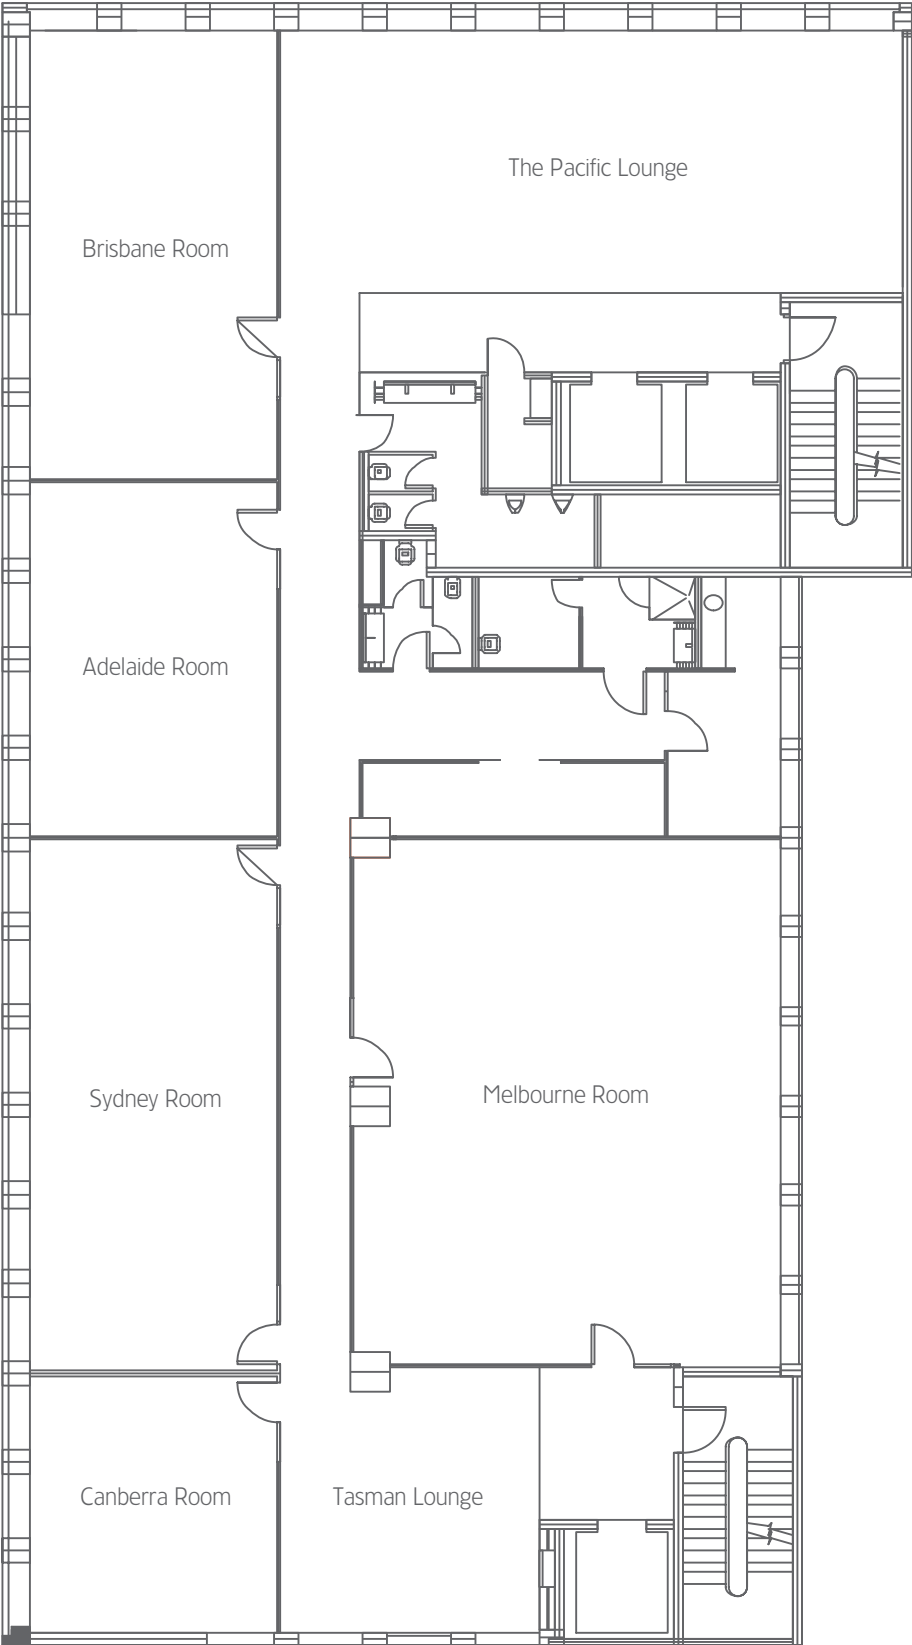 The Pacific Lounge
Brisbane Room
Adelaide Room
Sydney Room
Melbourne Room
Canberra Room
Tasman Lounge